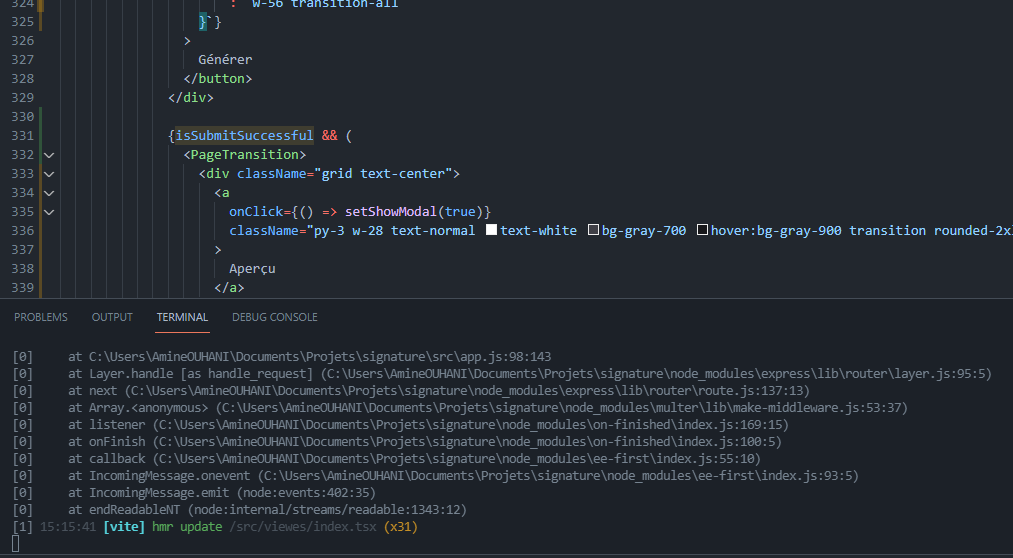 324 : "w-56 transition-all
325 }`}
326 >
327 Générer
328 </button>
329 </div>
330
331 {isSubmitSuccessful && (
332 <PageTransition>
333 <div className="grid text-center">
334 <a
335 onClick={() => setShowModal(true)}
336 className="py-3 w-28 text-normal text-white bg-gray-700 hover:bg-gray-900 transition rounded-2xl
337 >
338 Aperçu
339 </a>
PROBLEMS OUTPUT TERMINAL DEBUG CONSOLE
[0] at C:\Users\AmineOUHANI\Documents\Projets\signature\src\app.js:98:143
[0] at Layer.handle [as handle_request] (C:\Users\AmineOUHANI\Documents\Projets\signature\node_modules\express\lib\router\layer.js:95:5)
[0] at next (C:\Users\AmineOUHANI\Documents\Projets\signature\node_modules\express\lib\router\route.js:137:13)
[0] at Array.<anonymous> (C:\Users\AmineOUHANI\Documents\Projets\signature\node_modules\multer\lib\make-middleware.js:53:37)
[0] at listener (C:\Users\AmineOUHANI\Documents\Projets\signature\node_modules\on-finished\index.js:169:15)
[0] at onFinish (C:\Users\AmineOUHANI\Documents\Projets\signature\node_modules\on-finished\index.js:100:5)
[0] at callback (C:\Users\AmineOUHANI\Documents\Projets\signature\node_modules\ee-first\index.js:55:10)
[0] at IncomingMessage.onevent (C:\Users\AmineOUHANI\Documents\Projets\signature\node_modules\ee-first\index.js:93:5)
[0] at IncomingMessage.emit (node:events:402:35)
[0] at endReadableNT (node:internal/streams/readable:1343:12)
[1] 15:15:41 [vite] hmr update /src/viewes/index.tsx (x31)